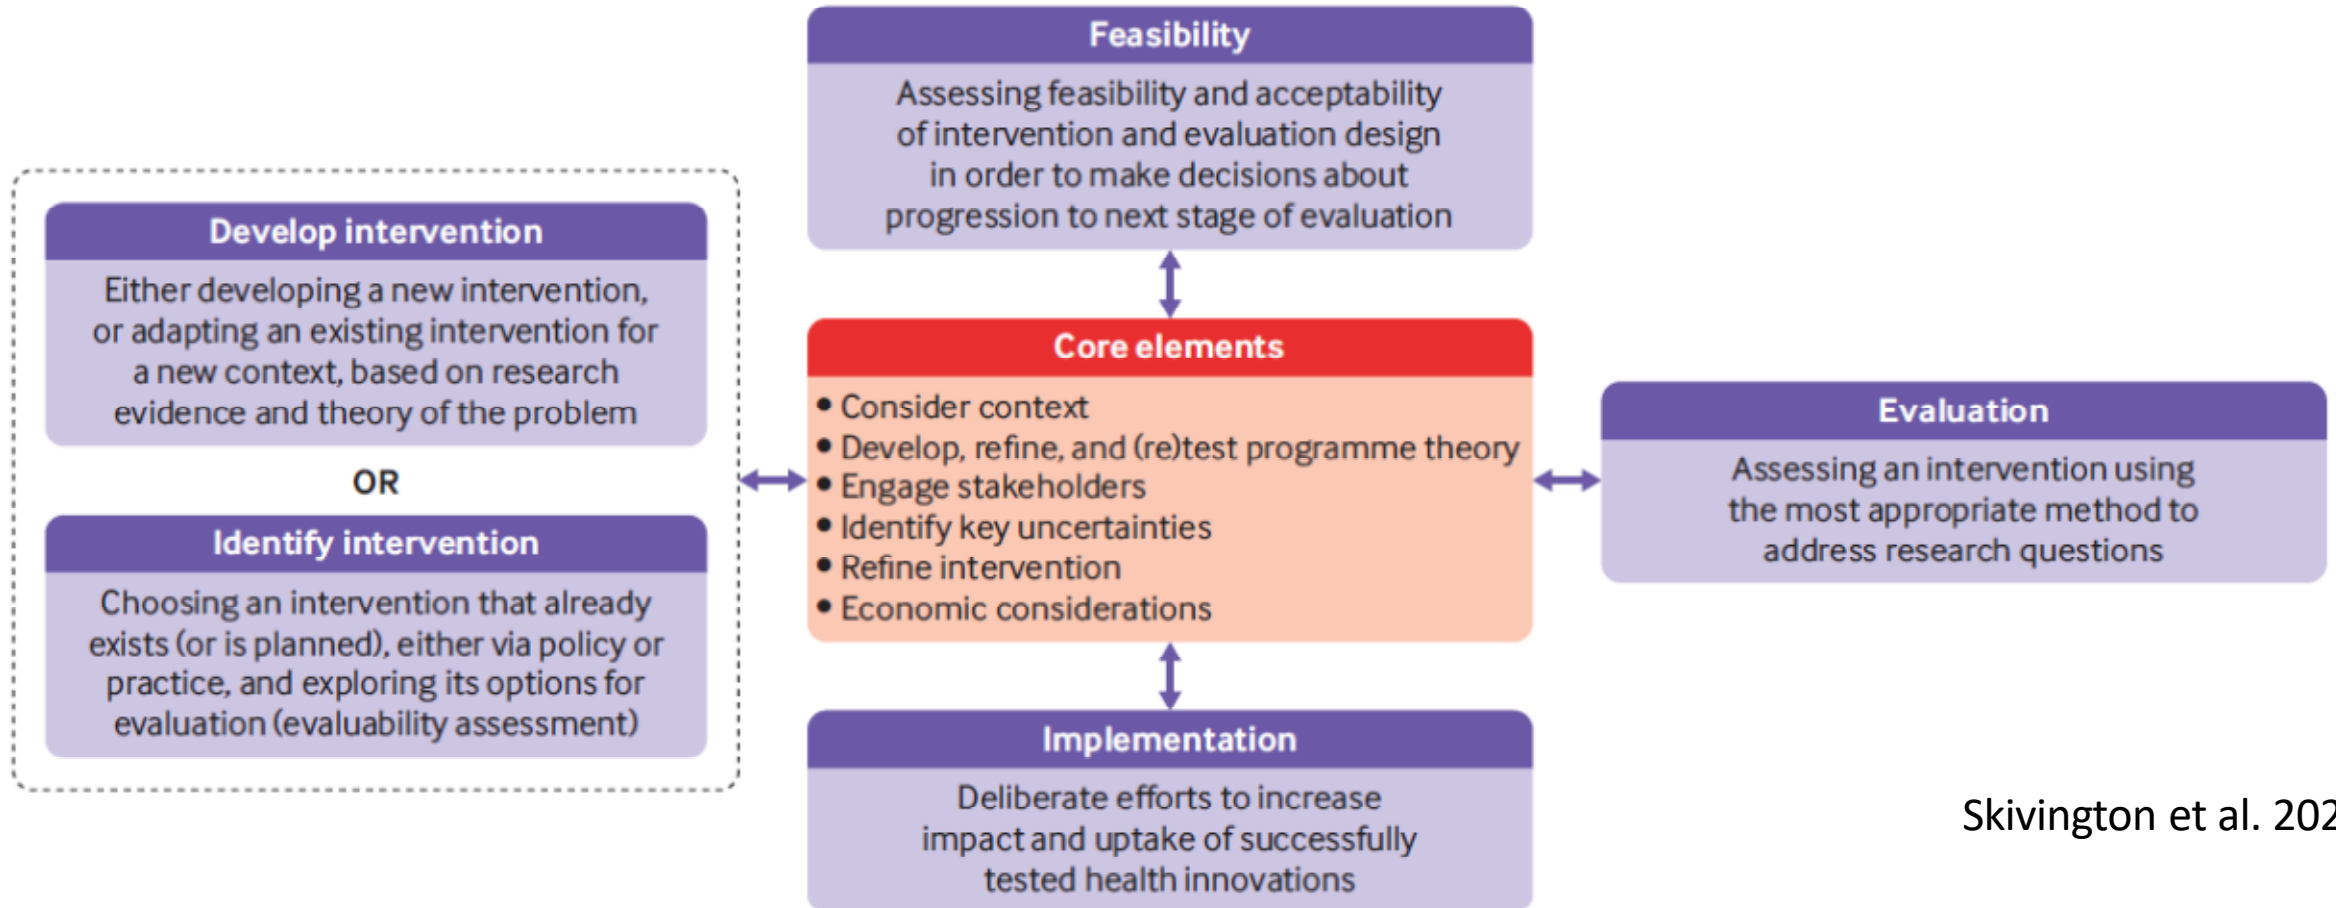 Feasibility
Assessing feasibility and acceptability
of intervention and evaluation design
in order to make decisions about
progression to next stage of evaluation
Develop intervention
Either developing a new intervention,
or adapting an existing intervention for
a new context, based on research
evidence and theory of the problem
OR
Identify intervention
Choosing an intervention that already
exists (or is planned), either via policy or
practice, and exploring its options for
evaluation (evaluability assessment)
Core elements
• Consider context
• Develop, refine, and (re)test programme theory
• Engage stakeholders
• Identify key uncertainties
• Refine intervention
• Economic considerations
Evaluation
Assessing an intervention using
the most appropriate method to
address research questions
Implementation
Deliberate efforts to increase
impact and uptake of successfully
tested health innovations
Skivington et al. 202